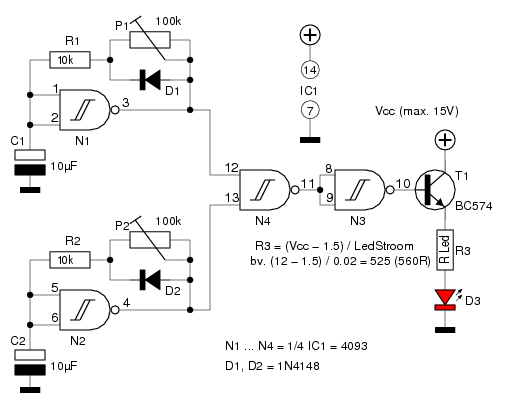 P1
100k
R1
10k
D1
1
2
3
N1
C1
10µF
14
IC1
7
Vcc (max. 15V)
12
13
11
N4
8
9
10
N3
T1
BC574
R3 = (Vcc – 1.5) / LedStroom
bv. (12 – 1.5) / 0.02 = 525 (560R)
R Led
R3
D3
P2
100k
R2
10k
D2
5
6
4
N2
C2
10µF
N1 ... N4 = 1/4 IC1 = 4093
D1, D2 = 1N4148